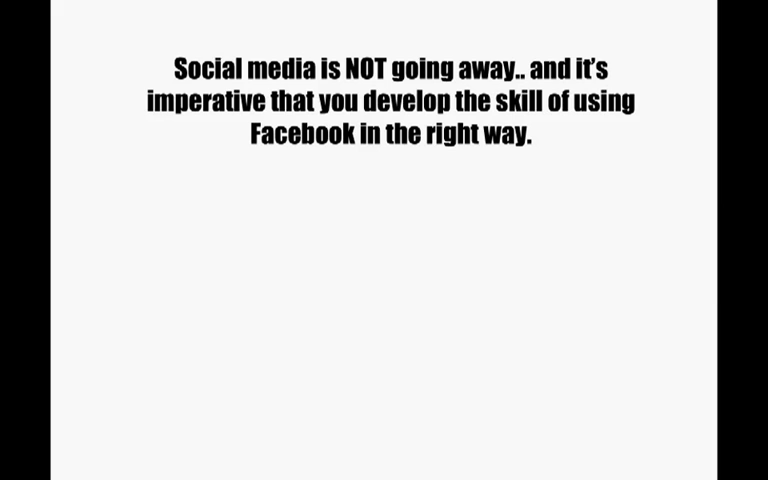 Social media is NOT going away.. and it’s
imperative that you develop the skill of using
Facebook in the right way.